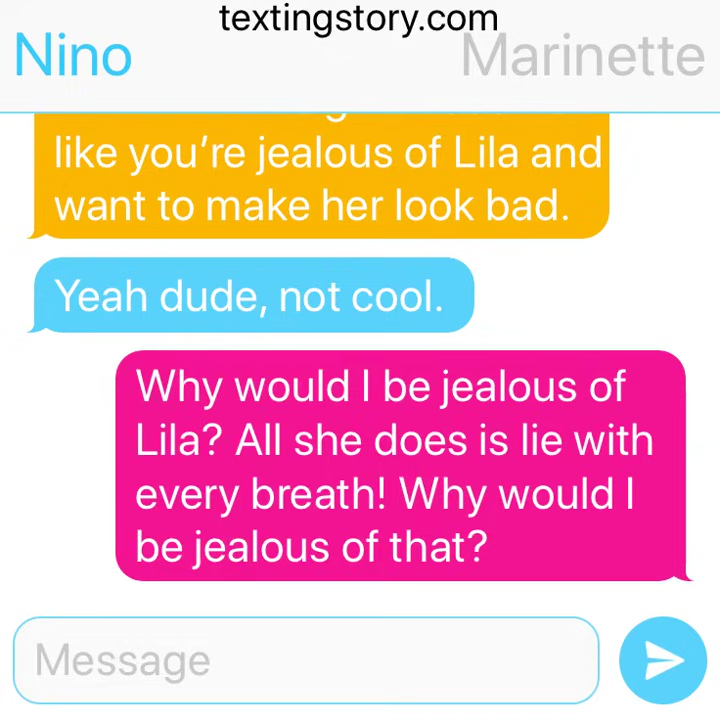 textingstory.com
Nino Marinette
like you’re jealous of Lila and
want to make her look bad.
Yeah dude, not cool.
Why would I be jealous of
Lila? All she does is lie with
every breath! Why would I
be jealous of that?
Message